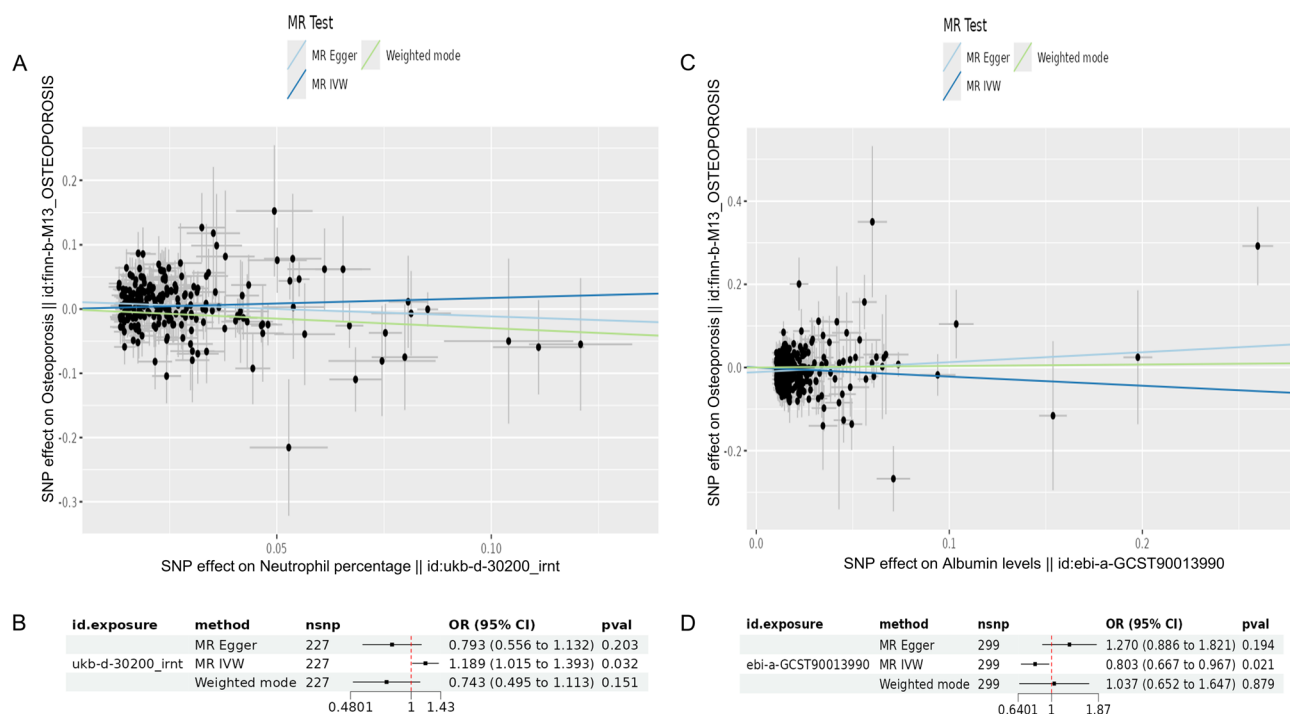 A
MR Test
MR Egger
Weighted mode
MR IVW
SNP effect on Osteoporosis || id:finn-b-M13_OSTEOPOROSIS
0.2
0.1
0.0
-0.1
-0.2
-0.3
0.05
0.10
SNP effect on Neutrophil percentage || id:ukb-d-30200_irnt
C
MR Test
MR Egger
Weighted mode
MR IVW
SNP effect on Osteoporosis || id:finn-b-M13_OSTEOPOROSIS
0.4
0.2
0.0
-0.2
0.0
0.1
0.2
SNP effect on Albumin levels || id:ebi-a-GCST90013990
B
id.exposure method nsnp OR (95% CI) pval
MR Egger 227 0.793 (0.556 to 1.132) 0.203
ukb-d-30200_irnt MR IVW 227 1.189 (1.015 to 1.393) 0.032
Weighted mode 227 0.743 (0.495 to 1.113) 0.151
0.4801 1 1.43
D
id.exposure method nsnp OR (95% CI) pval
MR Egger 299 1.270 (0.886 to 1.821) 0.194
ebi-a-GCST90013990 MR IVW 299 0.803 (0.667 to 0.967) 0.021
Weighted mode 299 1.037 (0.652 to 1.647) 0.879
0.6401 1 1.87